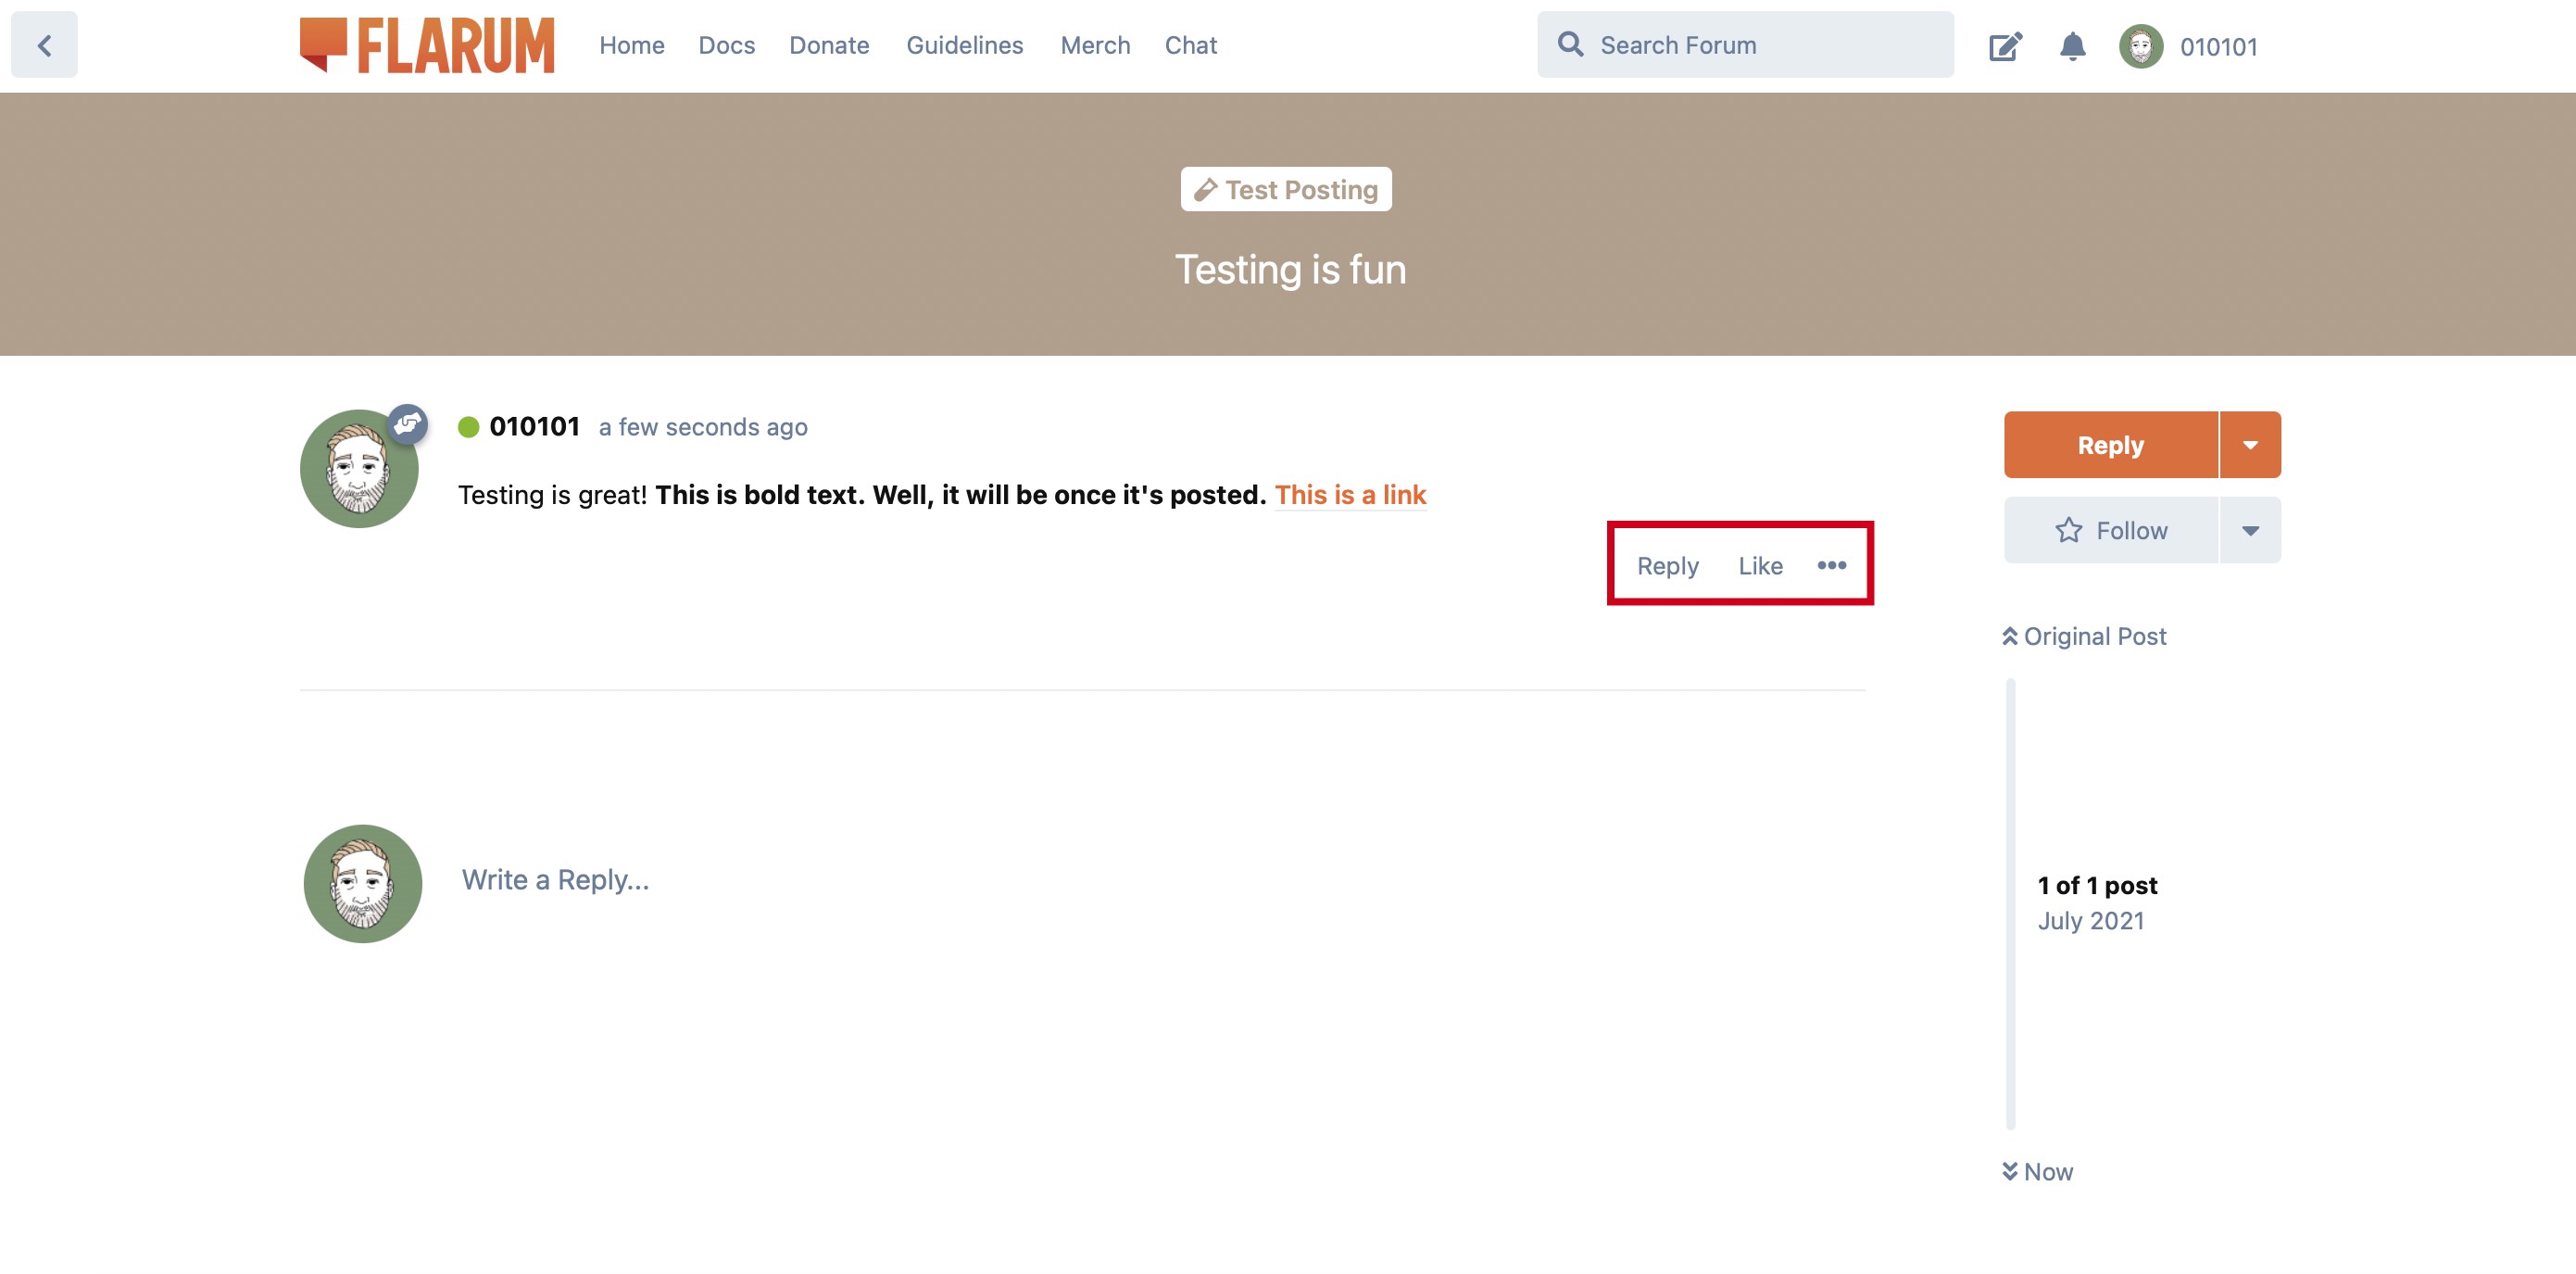 FLARUM Home Docs Donate Guidelines Merch Chat Search Forum 010101
Test Posting
Testing is fun
010101 a few seconds ago
Testing is great! This is bold text. Well, it will be once it's posted. This is a link
Reply Like
Reply
Follow
Original Post
Write a Reply...
1 of 1 post
July 2021
Now